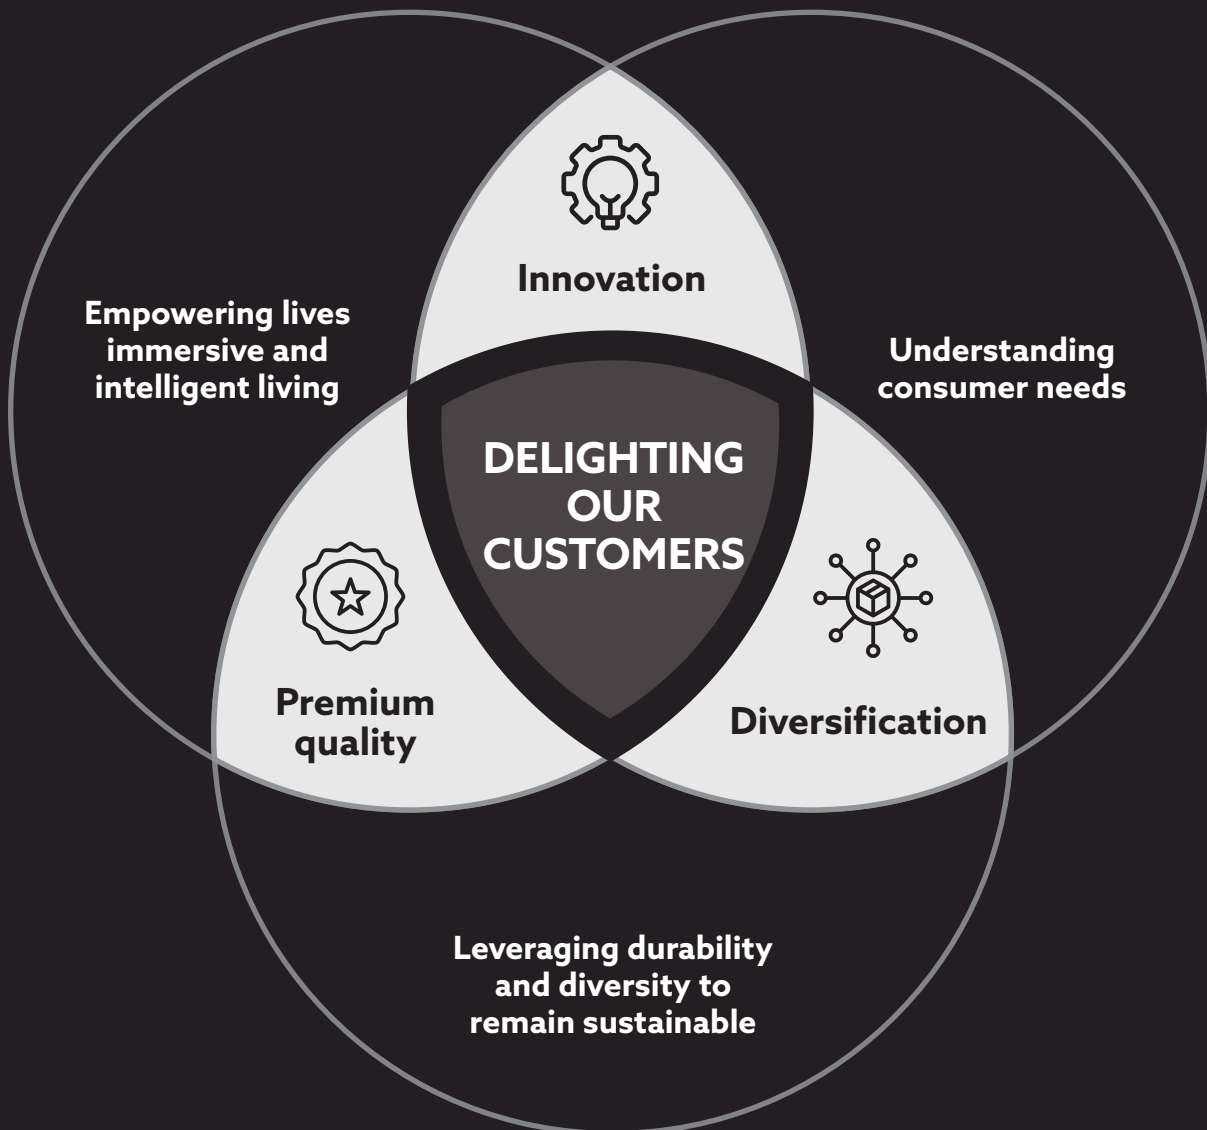 Innovation
Empowering lives
immersive and
intelligent living
Understanding
consumer needs
DELIGHTING
OUR
CUSTOMERS
Premium
quality
Diversification
Leveraging durability
and diversity to
remain sustainable